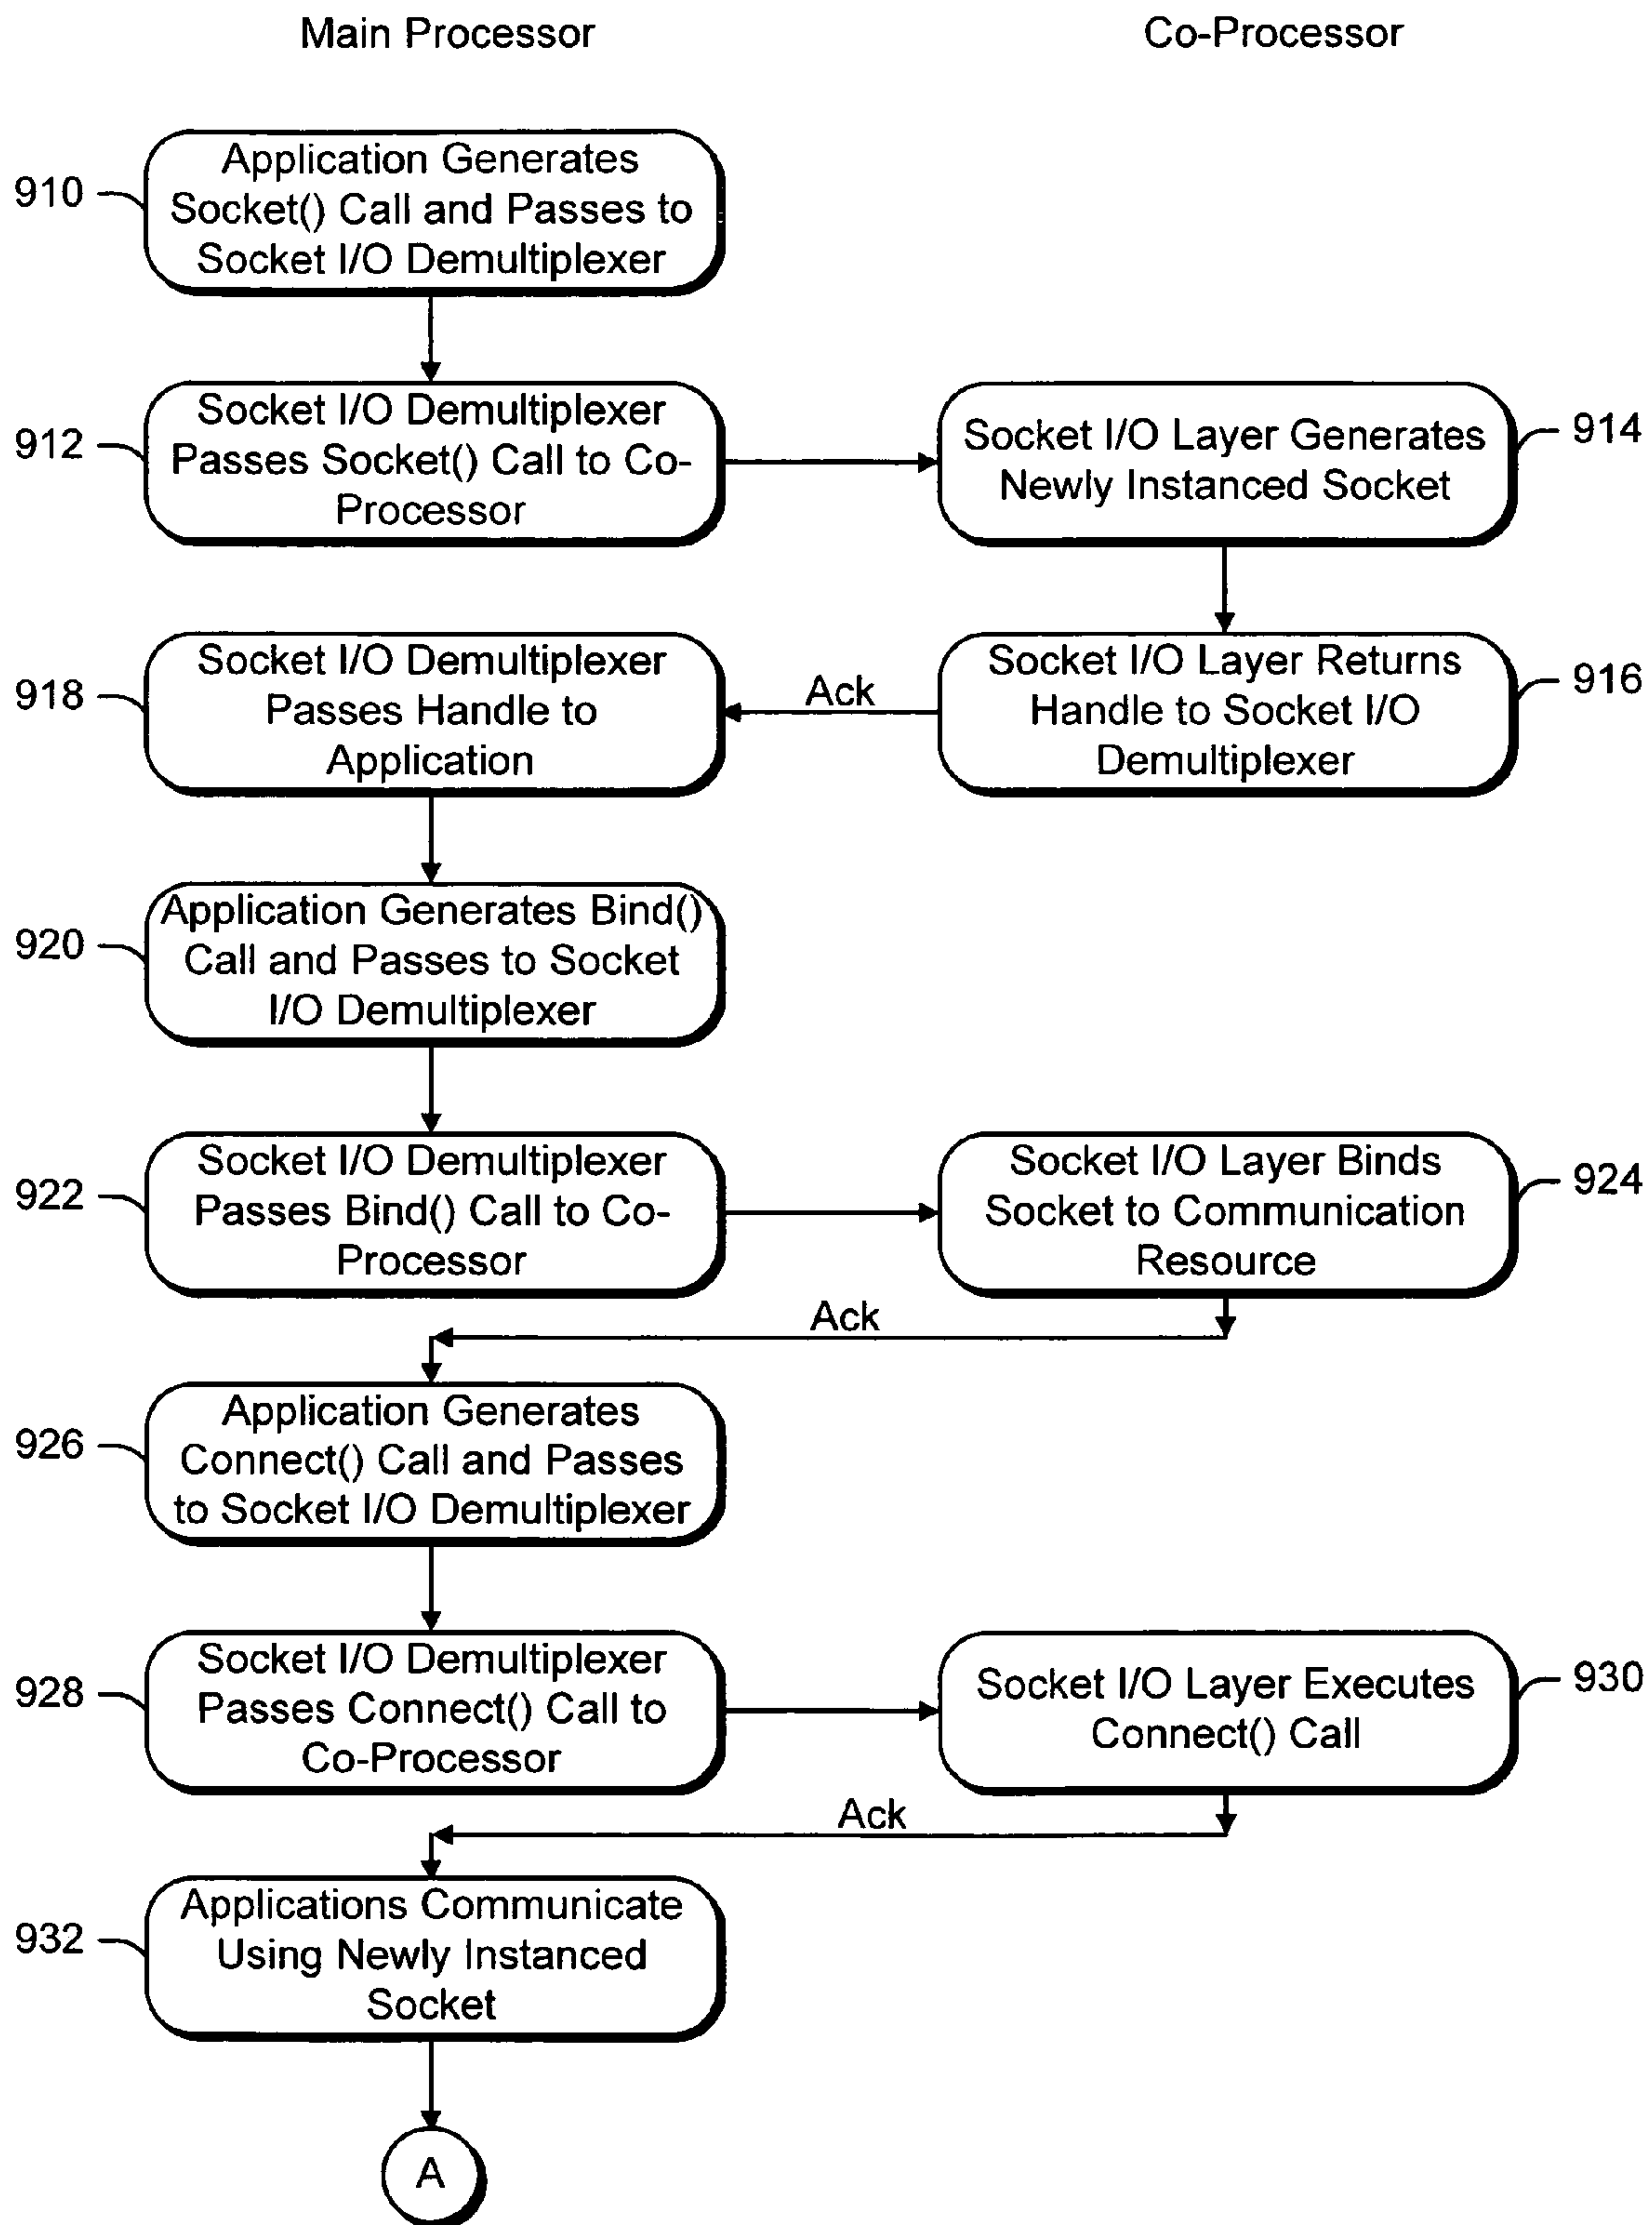 Main Processor
Co-Processor
910
Application Generates
Socket() Call and Passes to
Socket I/O Demultiplexer
912
Socket I/O Demultiplexer
Passes Socket() Call to Co-
Processor
Socket I/O Layer Generates
Newly Instanced Socket
914
918
Socket I/O Demultiplexer
Passes Handle to
Application
Ack
Socket I/O Layer Returns
Handle to Socket I/O
Demultiplexer
916
920
Application Generates Bind()
Call and Passes to Socket
I/O Demultiplexer
922
Socket I/O Demultiplexer
Passes Bind() Call to Co-
Processor
Socket I/O Layer Binds
Socket to Communication
Resource
924
Ack
926
Application Generates
Connect() Call and Passes
to Socket I/O Demultiplexer
928
Socket I/O Demultiplexer
Passes Connect() Call to
Co-Processor
Socket I/O Layer Executes
Connect() Call
930
Ack
932
Applications Communicate
Using Newly Instanced
Socket
A